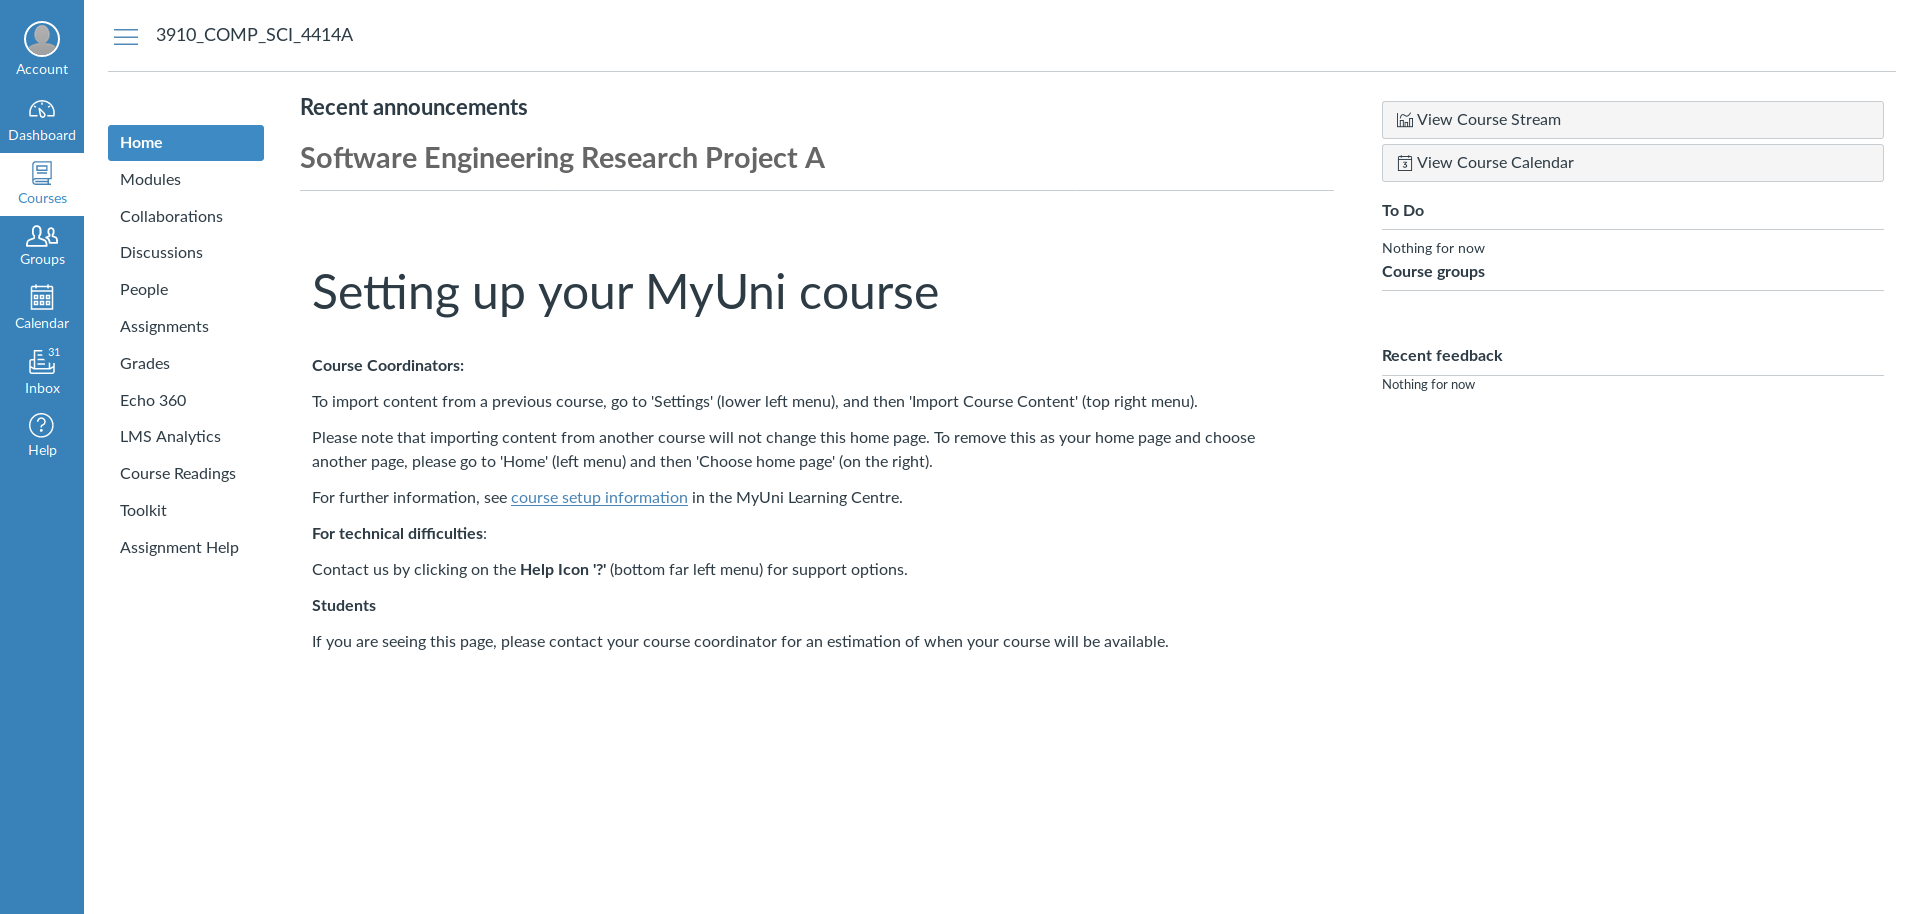 Account
Dashboard
Courses
Groups
Calendar
31
Inbox
Help
3910_COMP_SCI_4414A
Home
Modules
Collaborations
Discussions
People
Assignments
Grades
Echo 360
LMS Analytics
Course Readings
Toolkit
Assignment Help
Recent announcements
Software Engineering Research Project A
Setting up your MyUni course
Course Coordinators:
To import content from a previous course, go to 'Settings' (lower left menu), and then 'Import Course Content' (top right menu).
Please note that importing content from another course will not change this home page. To remove this as your home page and choose
another page, please go to 'Home' (left menu) and then 'Choose home page' (on the right).
For further information, see course setup information in the MyUni Learning Centre.
For technical difficulties:
Contact us by clicking on the Help Icon '?' (bottom far left menu) for support options.
Students
If you are seeing this page, please contact your course coordinator for an estimation of when your course will be available.
View Course Stream
3 View Course Calendar
To Do
Nothing for now
Course groups
Recent feedback
Nothing for now